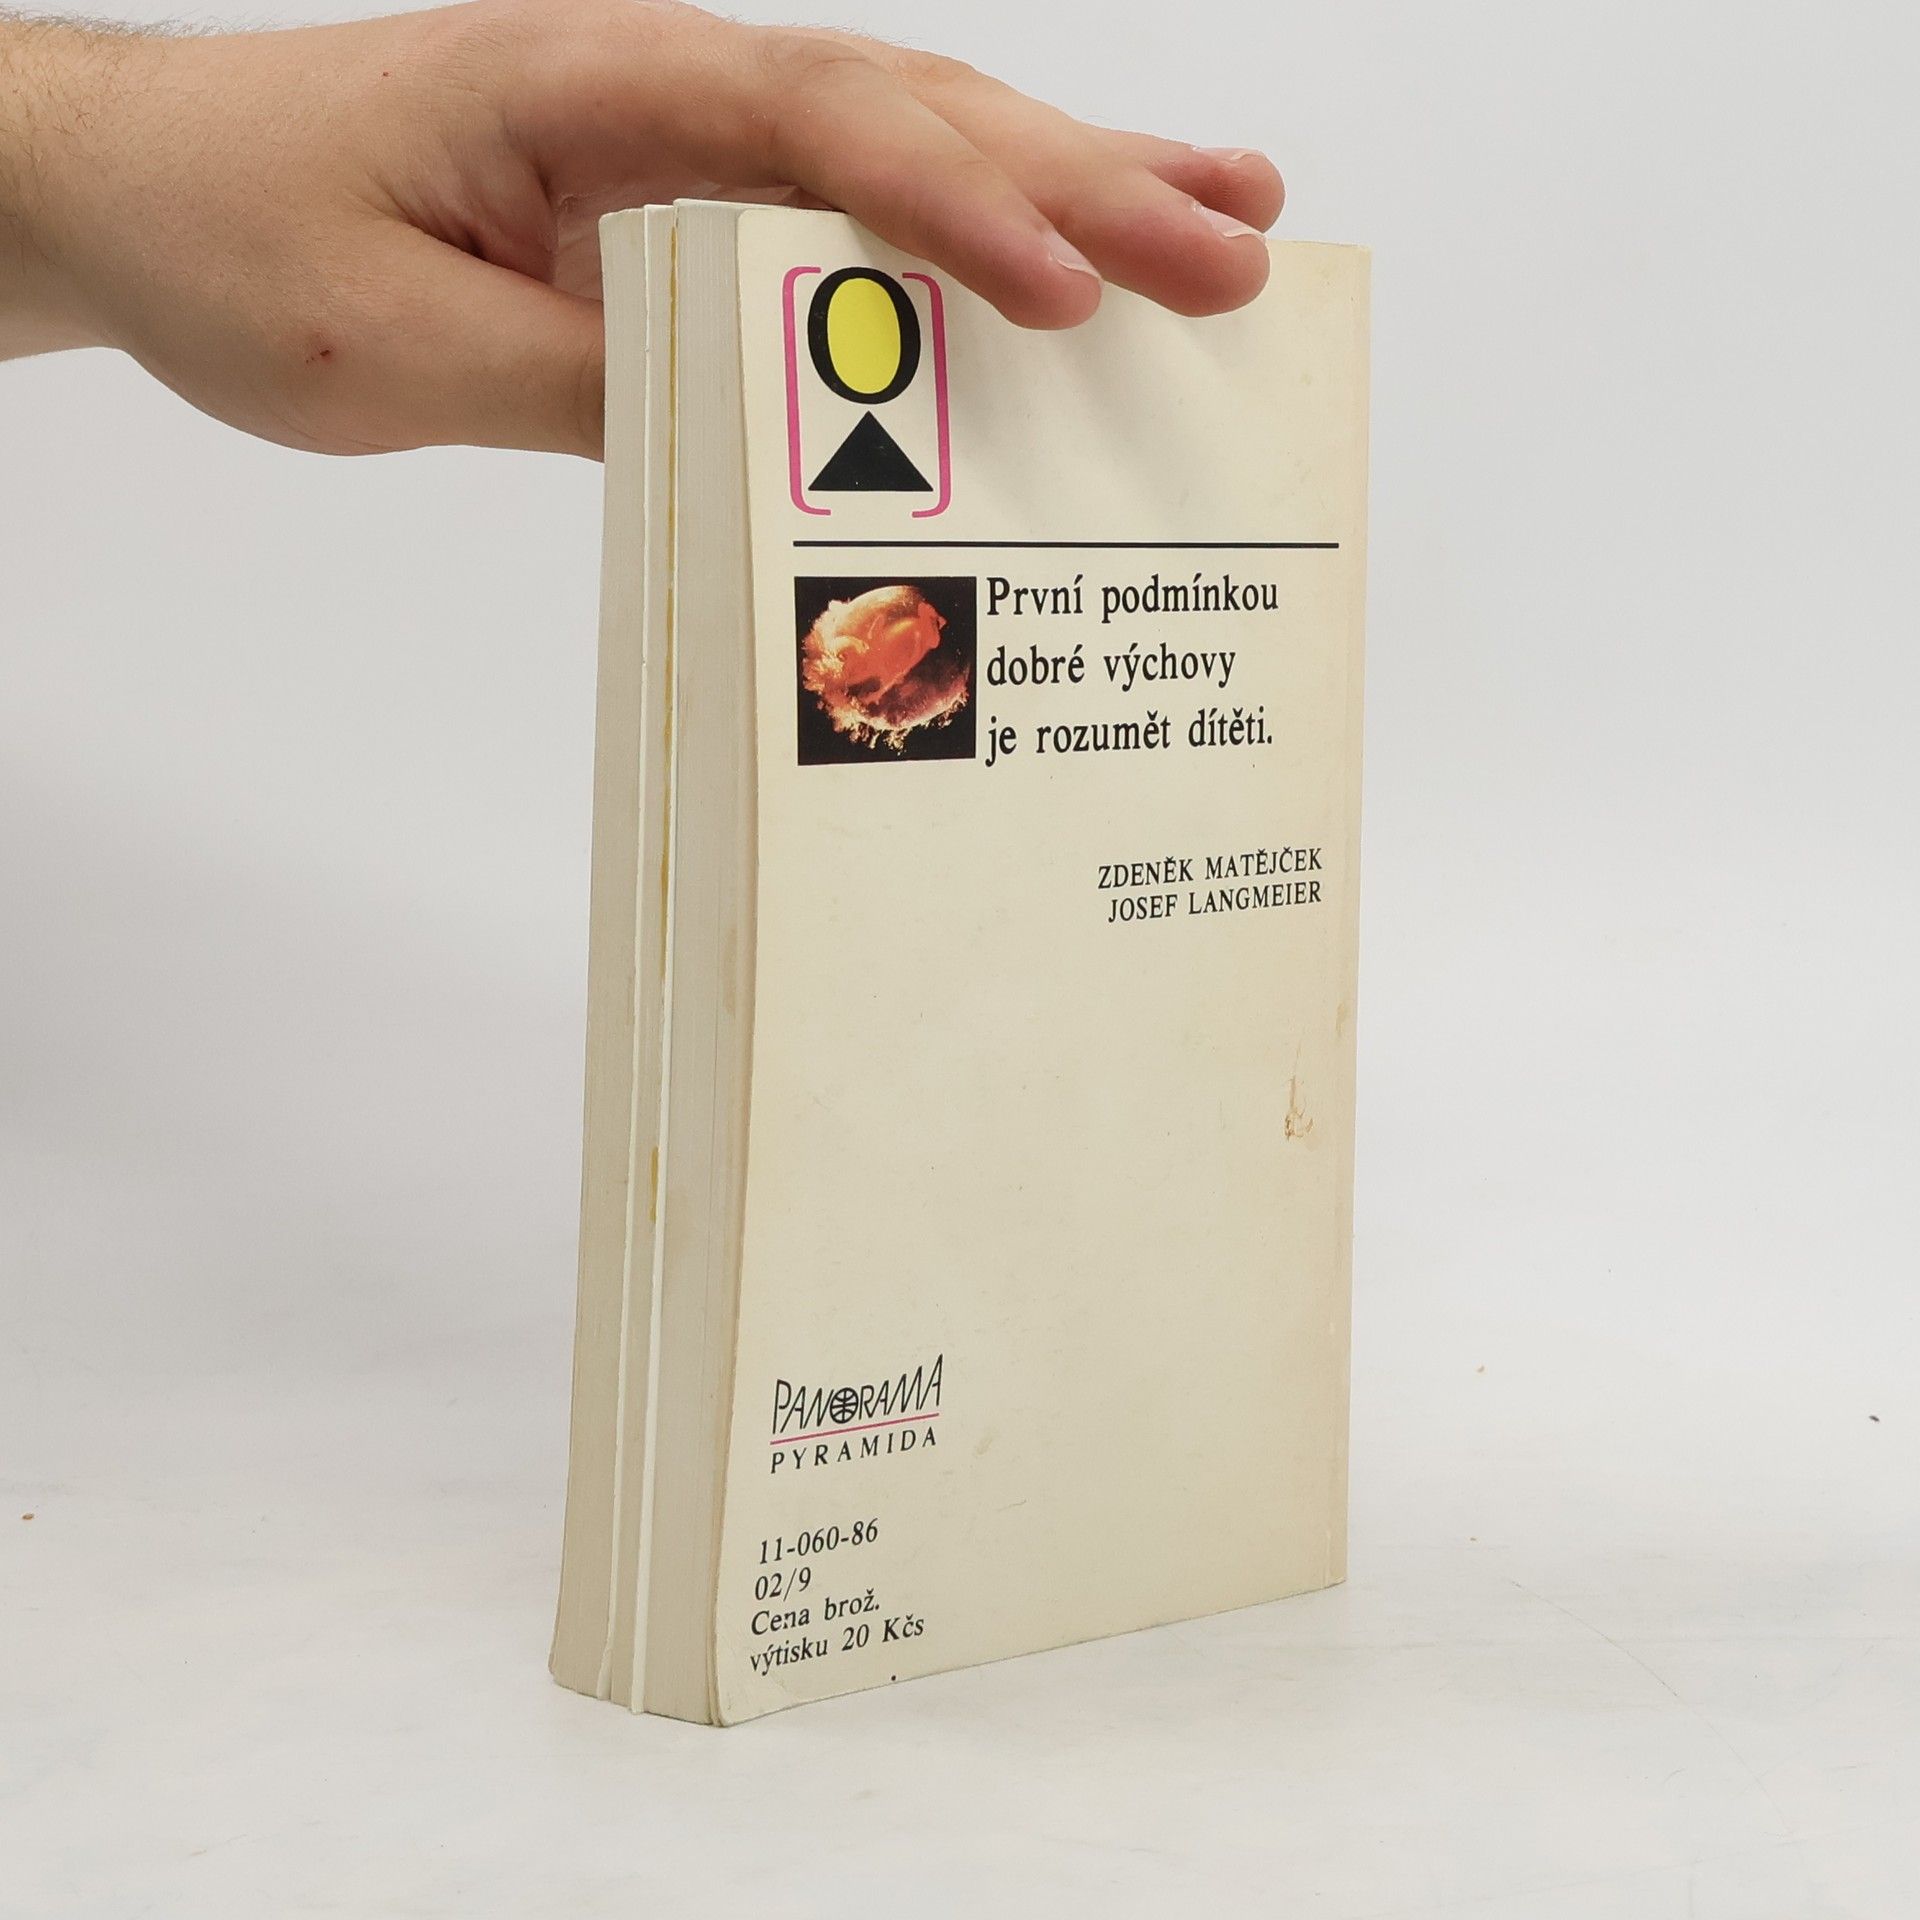 První podmínkou
dobré výchovy
je rozumět dítěti.
ZDENĚK MATĚJČEK
JOSEF LANGMEIER
PANORAMA
PYRAMIDA
11-060-86
02/9
Cena brož.
výtisku 20 Kčs